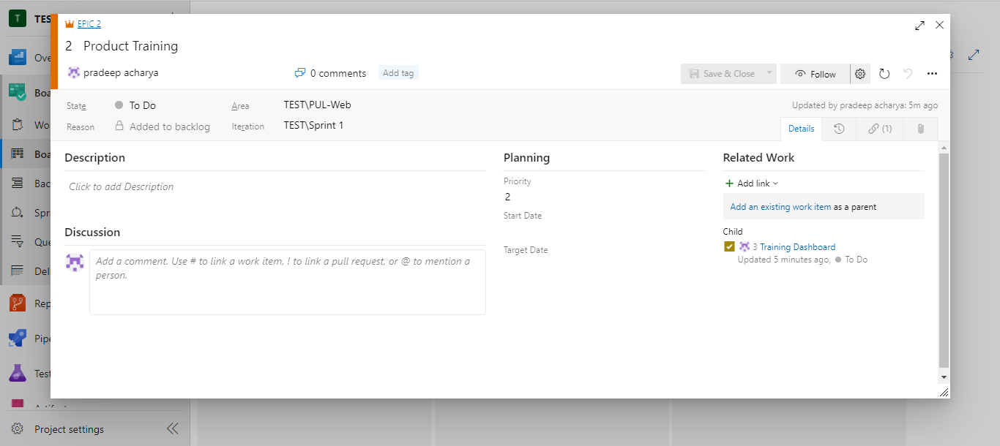 T TES
EPIC 2
2 Product Training
pradeep acharya
0 comments
Add tag
Save & Close
Follow
State
To Do
Area
TEST\PUL-Web
Updated by pradeep acharya: 5m ago
Reason
Added to backlog
Iteration
TEST\Sprint 1
Details
(1)
Description
Click to add Description
Discussion
Add a comment. Use # to link a work item, ! to link a pull request, or @ to mention a
person.
Planning
Priority
2
Start Date
Target Date
Related Work
Add link
Add an existing work item as a parent
Child
3 Training Dashboard
Updated 5 minutes ago, To Do
Ove
Boa
Wo
Boa
Bac
Spri
Que
Deli
Rep
Pipe
Test
Project settings